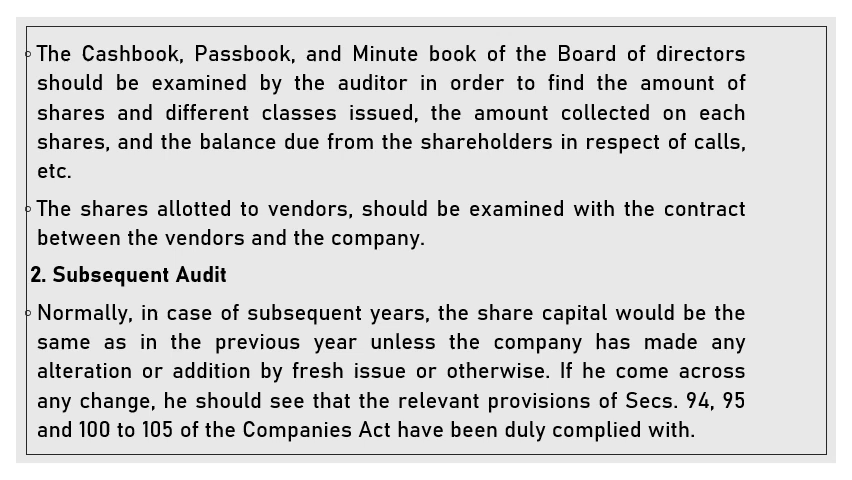 ◦ The Cashbook, Passbook, and Minute book of the Board of directors
should be examined by the auditor in order to find the amount of
shares and different classes issued, the amount collected on each
shares, and the balance due from the shareholders in respect of calls,
etc.
◦ The shares allotted to vendors, should be examined with the contract
between the vendors and the company.
2. Subsequent Audit
◦ Normally, in case of subsequent years, the share capital would be the
same as in the previous year unless the company has made any
alteration or addition by fresh issue or otherwise. If he come across
any change, he should see that the relevant provisions of Secs. 94, 95
and 100 to 105 of the Companies Act have been duly complied with.